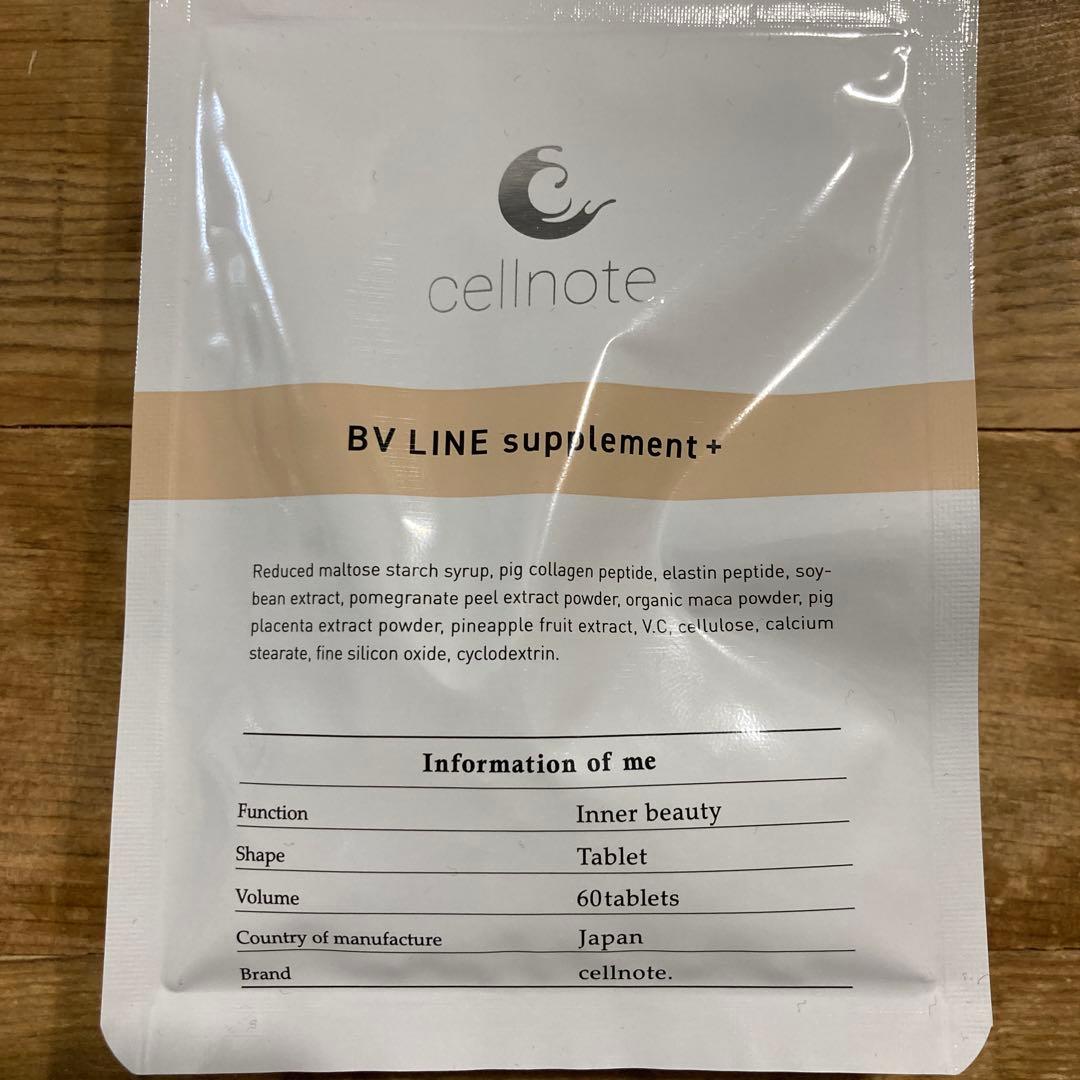 cellnote.
BV LINE supplement+
Reduced maltose starch syrup, pig collagen peptide, elastin peptide, soy-
bean extract, pomegranate peel extract powder, organic maca powder, pig
placenta extract powder, pineapple fruit extract, V.C, cellulose, calcium
stearate, fine silicon oxide, cyclodextrin.
Information of me
Function Inner beauty
Shape Tablet
Volume 60tablets
Country of manufacture Japan
Brand cellnote.